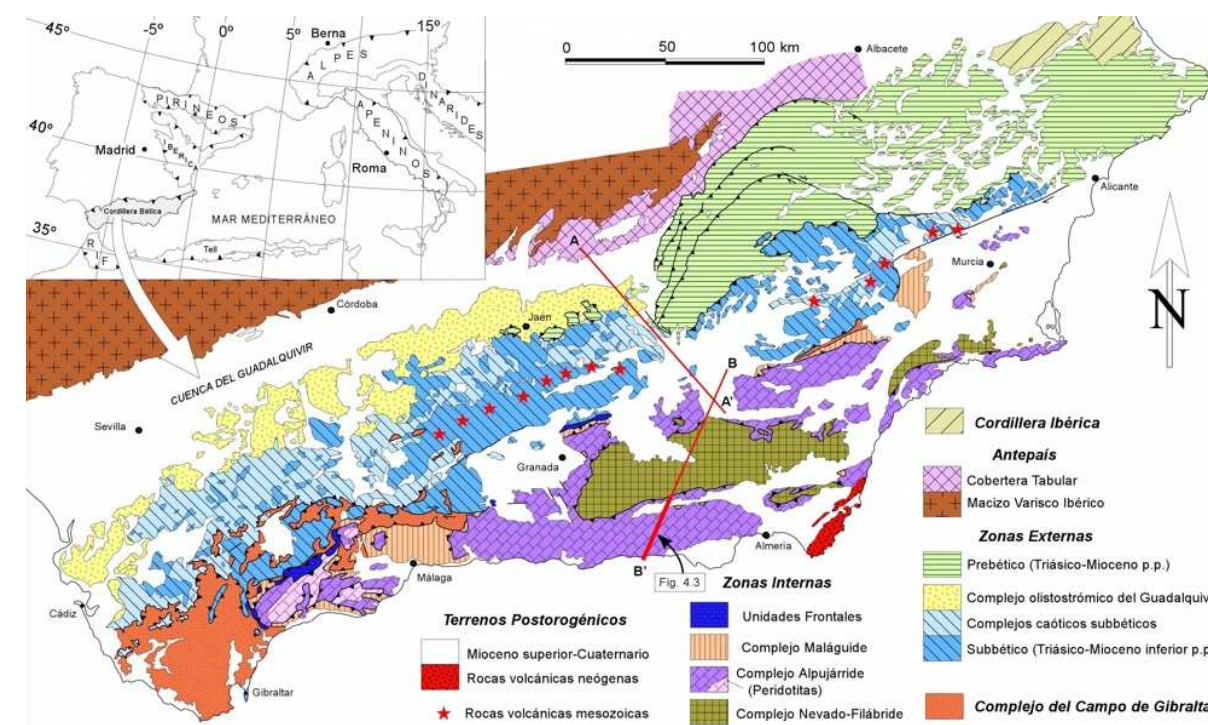 45º
-5º
0º
5º
10º
15º
Berna
ALPES
DINARIDES
PIRINEOS
APENINOS
40º
Madrid
IBERICA
Roma
Cordillera Betica
MAR MEDITERRÁNEO
35º
RIF
Tell
0 50 100 km
Albacete
Alicante
A
Murcia
N
Córdoba
Jaén
CUENCA DEL GUADALQUIVIR
B
A'
Sevilla
Granada
Cordillera Ibérica
Antepaís
Cobertera Tabular
Macizo Varisco Ibérico
Almería
Málaga
B'
Fig. 4.3
Cádiz
Gibraltar
Zonas Externas
Prebético (Triásico-Mioceno p.p.)
Complejo olistostrómico del Guadalquiv
Complejos caóticos subbéticos
Subbético (Triásico-Mioceno inferior p.p
Complejo del Campo de Gibralta
Zonas Internas
Unidades Frontales
Complejo Maláguide
Complejo Alpujárride
(Peridotitas)
Complejo Nevado-Filábride
Terrenos Postorogénicos
Mioceno superior-Cuaternario
Rocas volcánicas neógenas
Rocas volcánicas mesozoicas